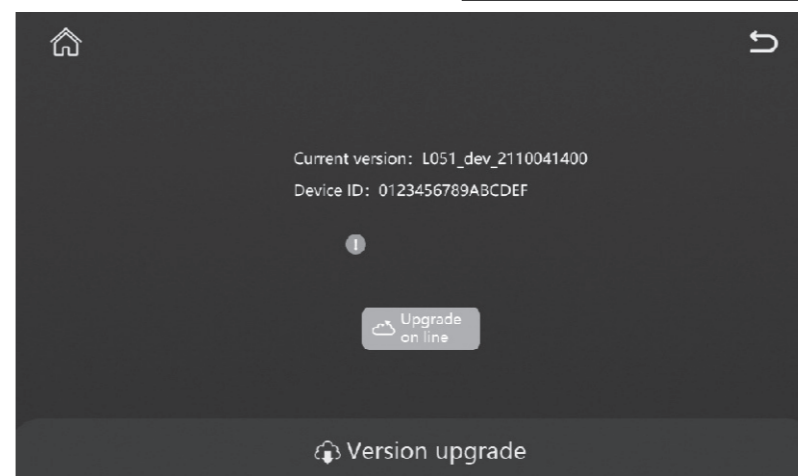 Current version: L051_dev_2110041400
Device ID: 0123456789ABCDEF
!
Upgrade
on line
Version upgrade